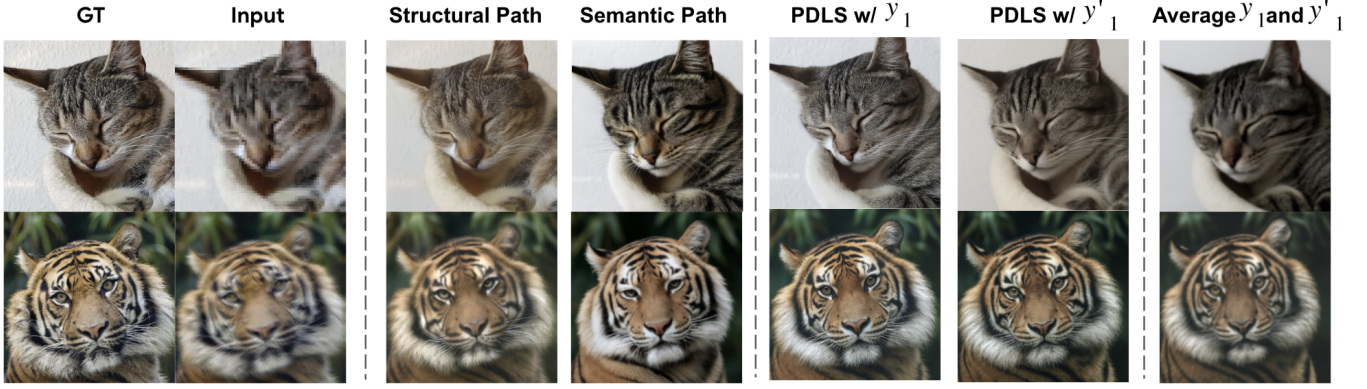 GT Input Structural Path Semantic Path PDLS w/ y₁ PDLS w/ y'₁ Average y₁ and y'₁